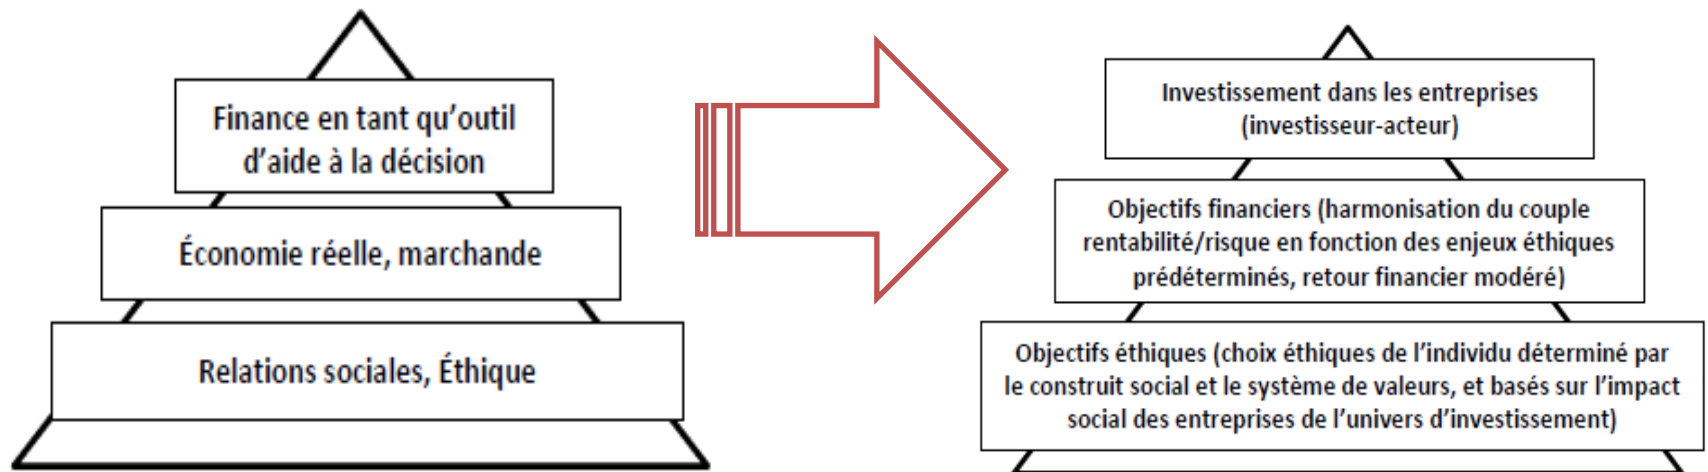 Finance en tant qu’outil
d’aide à la décision
Économie réelle, marchande
Relations sociales, Éthique
Investissement dans les entreprises
(investisseur-acteur)
Objectifs financiers (harmonisation du couple
rentabilité/risque en fonction des enjeux éthiques
prédéterminés, retour financier modéré)
Objectifs éthiques (choix éthiques de l’individu déterminé par
le construit social et le système de valeurs, et basés sur l’impact
social des entreprises de l’univers d’investissement)